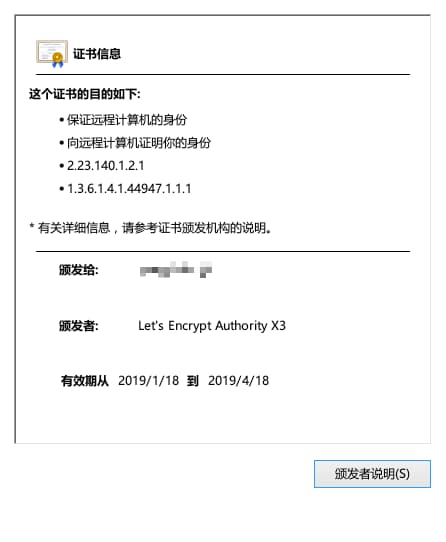 证书信息
这个证书的目的如下:
• 保证远程计算机的身份
• 向远程计算机证明你的身份
• 2.23.140.1.2.1
• 1.3.6.1.4.1.44947.1.1.1
* 有关详细信息，请参考证书颁发机构的说明。
颁发给:
颁发者: Let's Encrypt Authority X3
有效期从 2019/1/18 到 2019/4/18
颁发者说明(S)